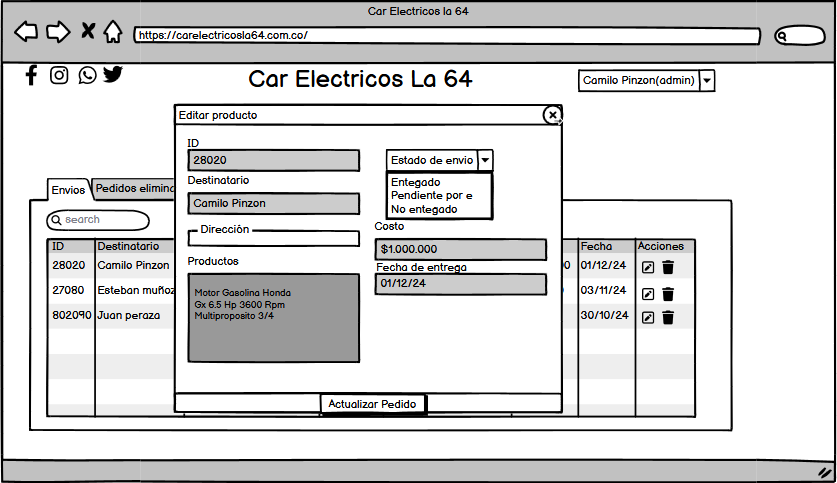 Car Electricos la 64
https://carelectricosla64.com.co/
Car Electricos La 64
Camilo Pinzon(admin)
Editar producto
ID
28020
Destinatario
Camilo Pinzon
Dirección
Productos
Motor Gasolina Honda
Gx 6.5 Hp 3600 Rpm
Multiproposito 3/4
Estado de envio
Entegado
Pendiente por e
No entegado
Costo
$1.000.000
Fecha de entrega
01/12/24
Actualizar Pedido
Envios Pedidos elimina
search
ID Destinatario Fecha Acciones
28020 Camilo Pinzon 00 01/12/24
27080 Esteban muñoz 03/11/24
802090 Juan peraza 30/10/24